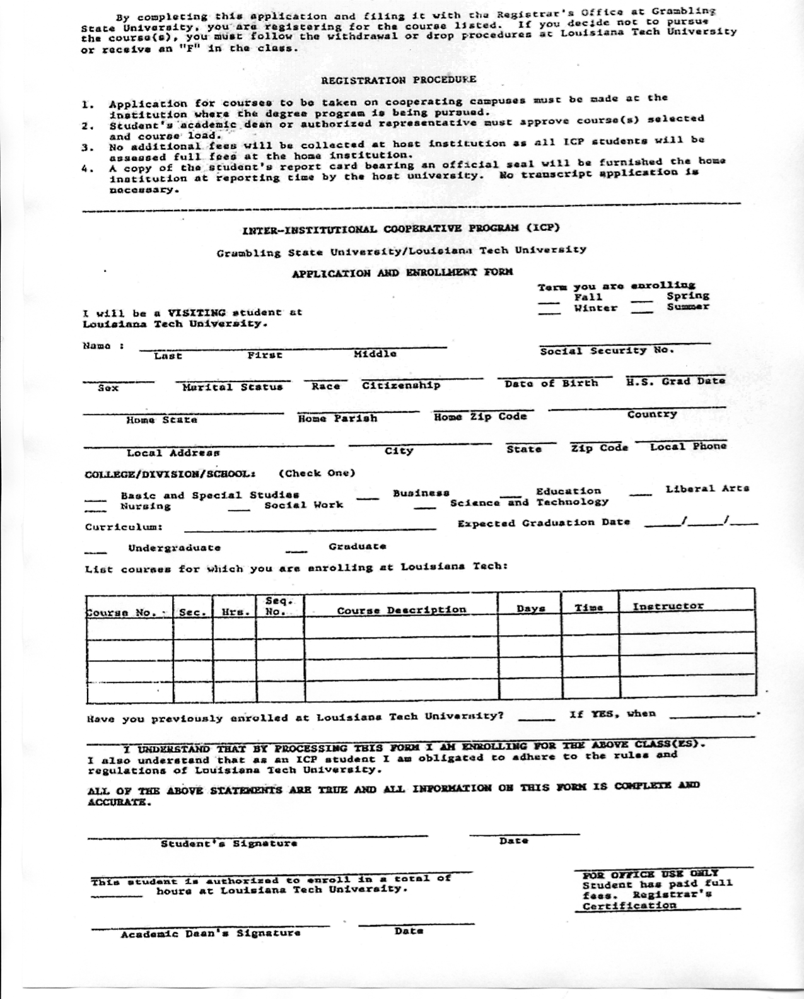 By completing this application and filing it with the Registrar's Office at Grambling
State University, you are registering for the course listed. If you decide not to pursue
the course(s), you must follow the withdrawal or drop procedures at Louisiana Tech University
or receive an "F" in the class.
REGISTRATION PROCEDURE
1. Application for courses to be taken on cooperating campuses must be made at the
institution where the degree program is being pursued.
2. Student's academic dean or authorized representative must approve course(s) selected
and course load.
3. No additional fees will be collected at host institution as all ICP students will be
assessed full fees at the home institution.
4. A copy of the student's report card bearing an official seal will be furnished the home
institution at reporting time by the host university. No transcript application is
necessary.
INTER-INSTITUTIONAL COOPERATIVE PROGRAM (ICP)
Grambling State University/Louisiana Tech University
APPLICATION AND ENROLLMENT FORM
Term you are enrolling
___ Fall ___ Spring
___ Winter ___ Summer
I will be a VISITING student at
Louisiana Tech University.
Name :
Last First Middle Social Security No.
Sex Marital Status Race Citizenship Date of Birth H.S. Grad Date
Home State Home Parish Home Zip Code Country
Local Address City State Zip Code Local Phone
COLLEGE/DIVISION/SCHOOL: (Check One)
___ Basic and Special Studies ___ Business ___ Education ___ Liberal Arts
___ Nursing ___ Social Work ___ Science and Technology
Curriculum: ____ Expected Graduation Date ____/____/____
___ Undergraduate ___ Graduate
List courses for which you are enrolling at Louisiana Tech:
Course No. Sec. Hrs. Seq. No. Course Description Days Time Instructor
Have you previously enrolled at Louisiana Tech University? _____ If YES, when __________.
I UNDERSTAND THAT BY PROCESSING THIS FORM I AM ENROLLING FOR THE ABOVE CLASS(ES).
I also understand that as an ICP student I am obligated to adhere to the rules and
regulations of Louisiana Tech University.
ALL OF THE ABOVE STATEMENTS ARE TRUE AND ALL INFORMATION ON THIS FORM IS COMPLETE AND
ACCURATE.
Student's Signature Date
This student is authorized to enroll in a total of
_______ hours at Louisiana Tech University.
FOR OFFICE USE ONLY
Student has paid full
fees. Registrar's
Certification
Academic Dean's Signature Date